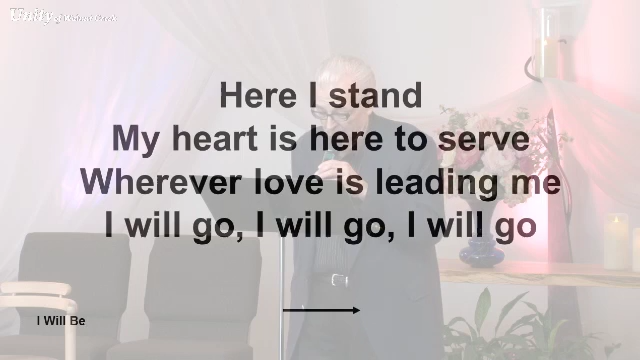 Unity
Here I stand
My heart is here to serve
Wherever love is leading me
I will go, I will go, I will go
I Will Be